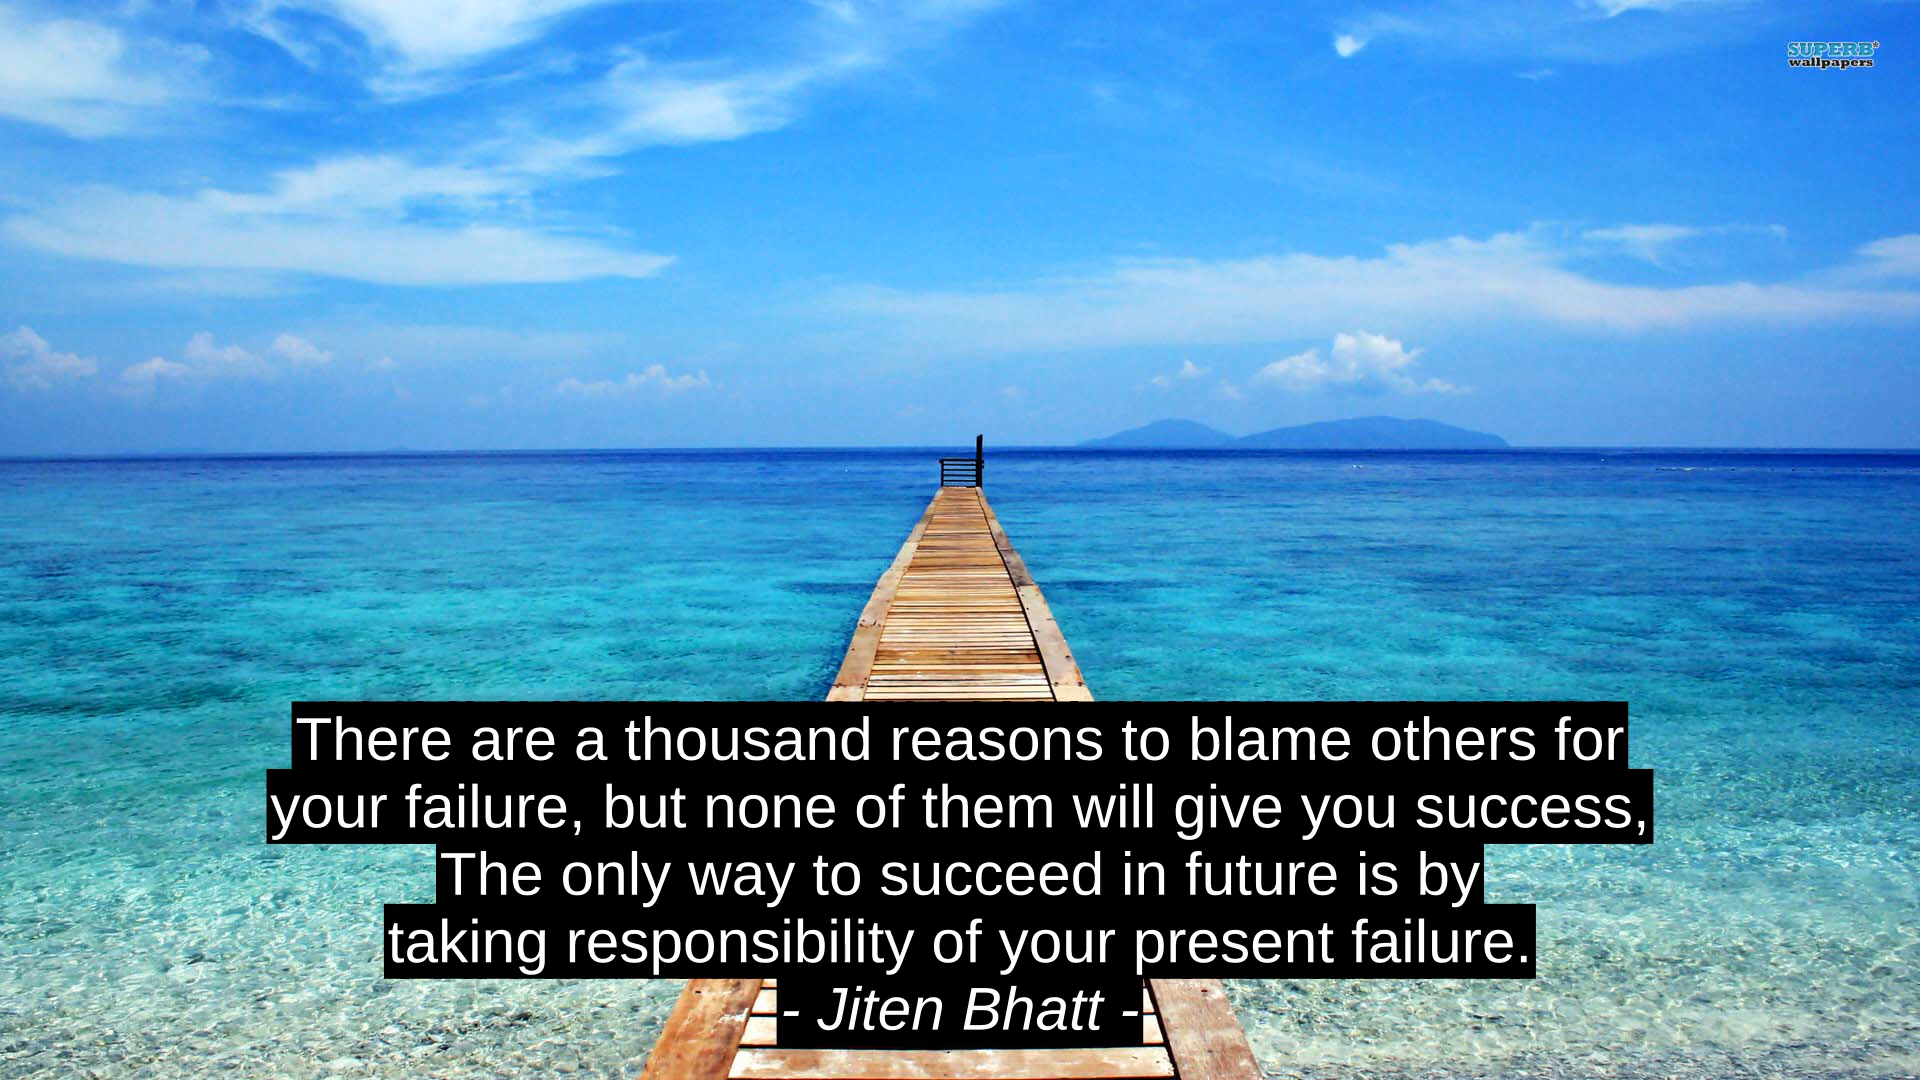 SUPERB*
wallpapers
There are a thousand reasons to blame others for
your failure, but none of them will give you success,
The only way to succeed in future is by
taking responsibility of your present failure.
- Jiten Bhatt -